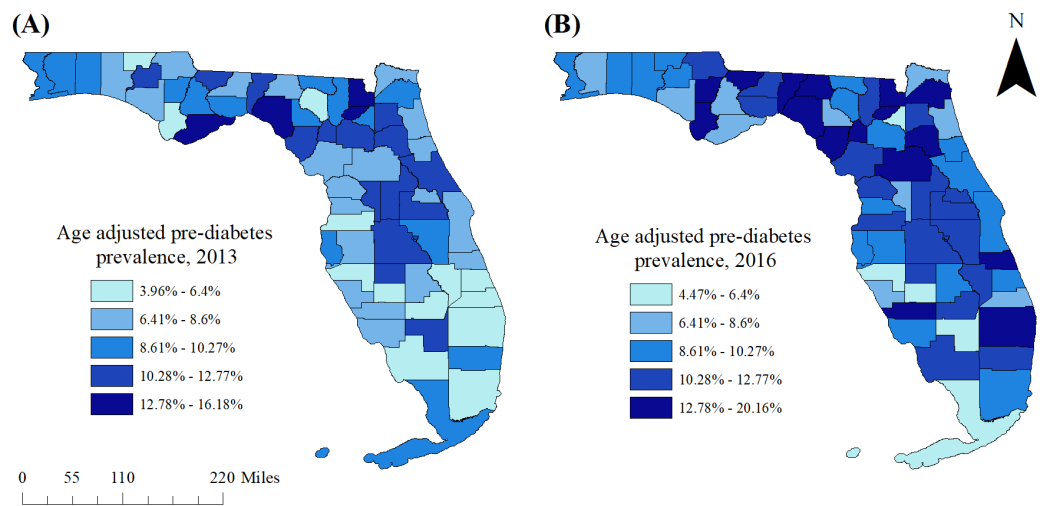 (A)
(B)
N
Age adjusted pre-diabetes
prevalence, 2013
3.96% - 6.4%
6.41% - 8.6%
8.61% - 10.27%
10.28% - 12.77%
12.78% - 16.18%
Age adjusted pre-diabetes
prevalence, 2016
4.47% - 6.4%
6.41% - 8.6%
8.61% - 10.27%
10.28% - 12.77%
12.78% - 20.16%
0 55 110 220 Miles